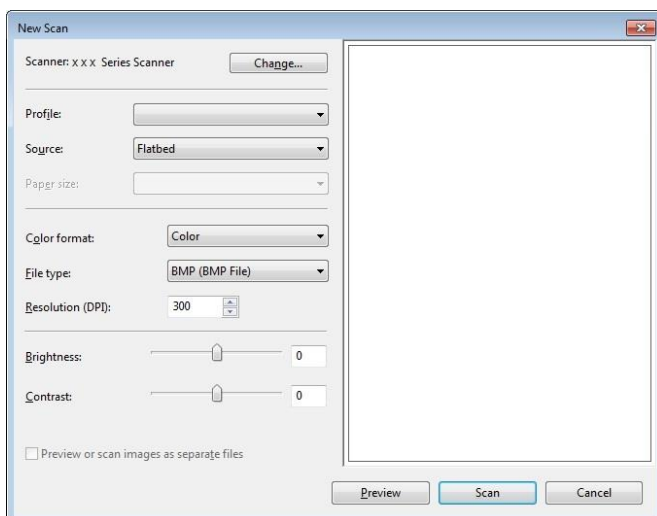 New Scan
Scanner: x x x Series Scanner
Change...
Profile:
Source:
Flatbed
Paper size:
Color format:
Color
File type:
BMP (BMP File)
Resolution (DPI):
300
Brightness:
0
Contrast:
0
Preview or scan images as separate files
Preview
Scan
Cancel